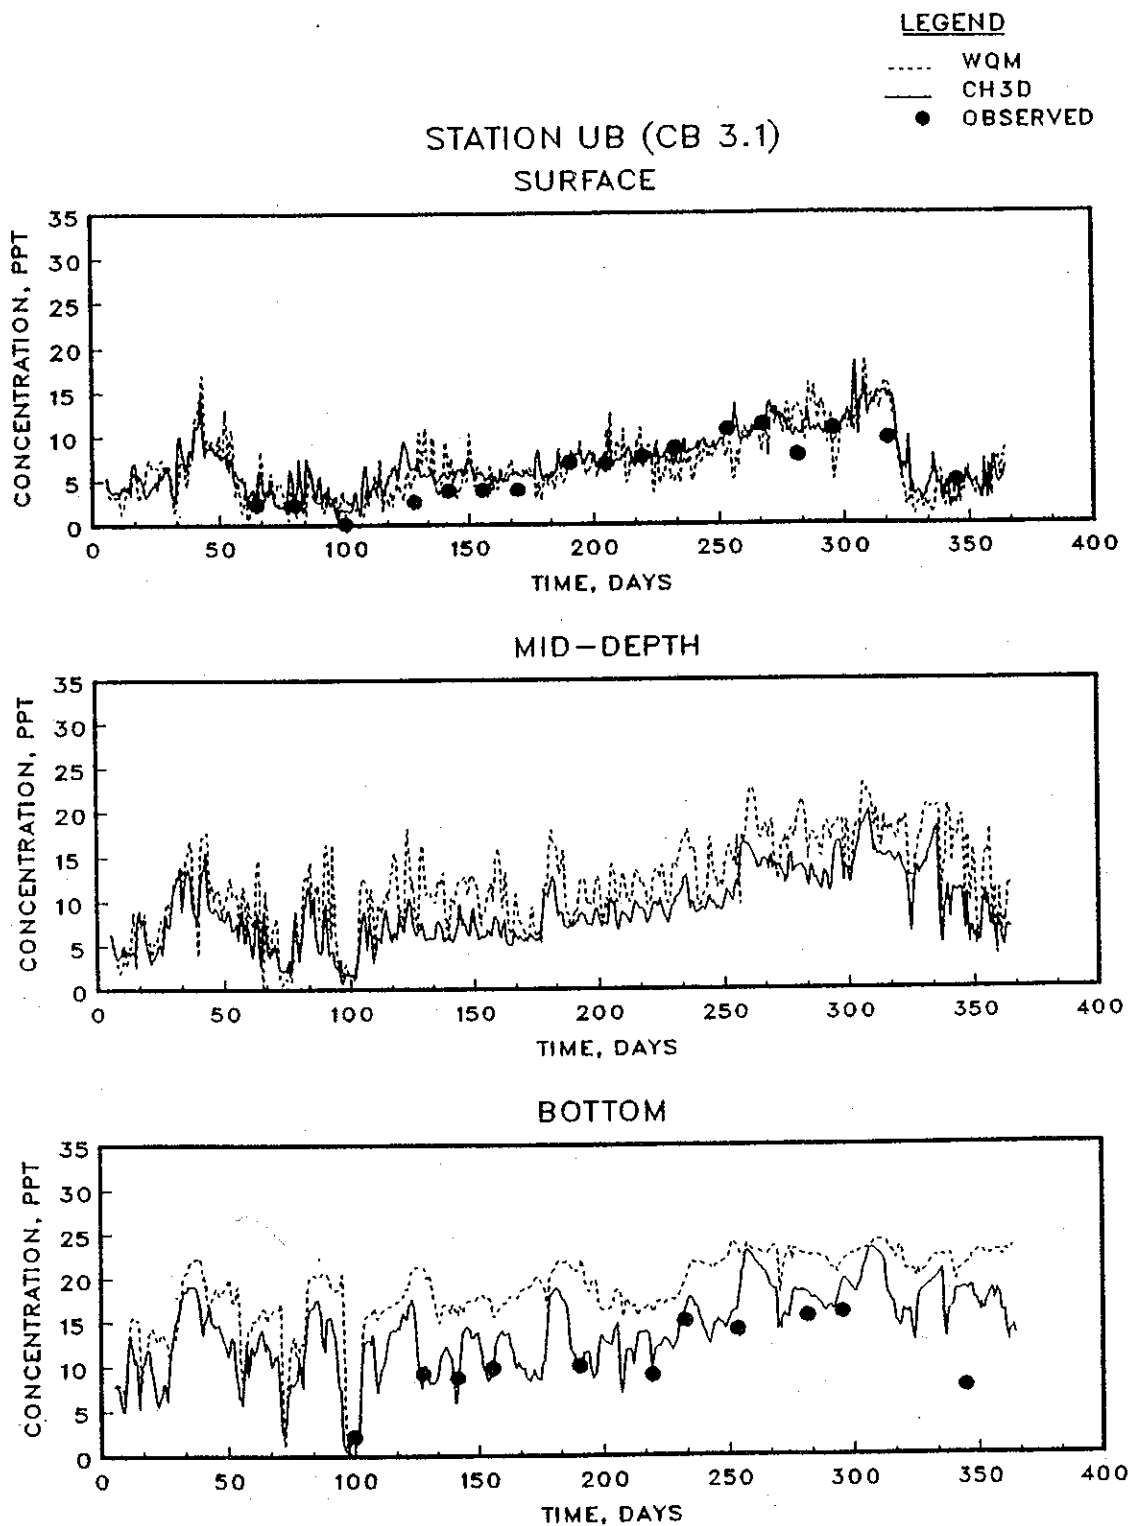 LEGEND
WQM
CH3D
OBSERVED
STATION UB (CB 3.1)
SURFACE
CONCENTRATION, PPT
35
30
25
20
15
10
5
0
0 50 100 150 200 250 300 350 400
TIME, DAYS
MID-DEPTH
CONCENTRATION, PPT
35
30
25
20
15
10
5
0
0 50 100 150 200 250 300 350 400
TIME, DAYS
BOTTOM
CONCENTRATION, PPT
35
30
25
20
15
10
5
0
0 50 100 150 200 250 300 350 400
TIME, DAYS